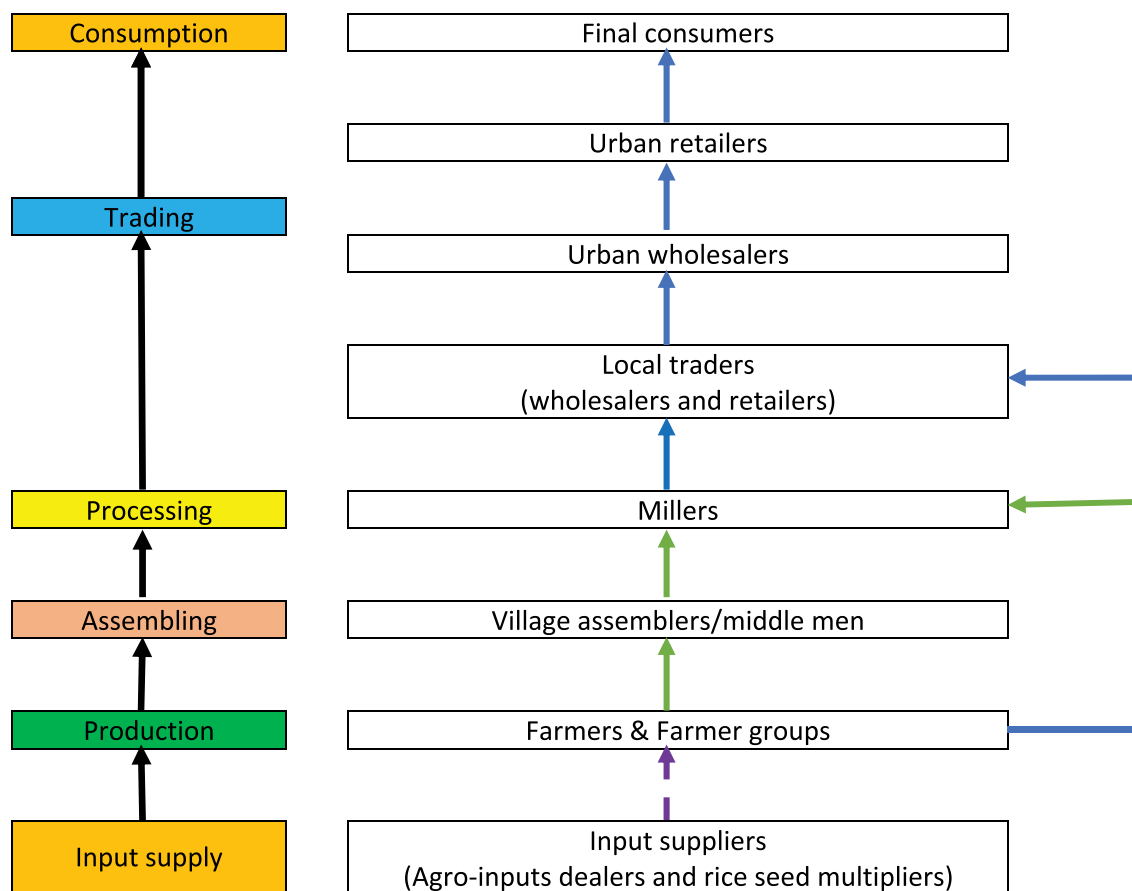 Consumption
Final consumers
Urban retailers
Trading
Urban wholesalers
Local traders
(wholesalers and retailers)
Processing
Millers
Assembling
Village assemblers/middle men
Production
Farmers & Farmer groups
Input supply
Input suppliers
(Agro-inputs dealers and rice seed multipliers)